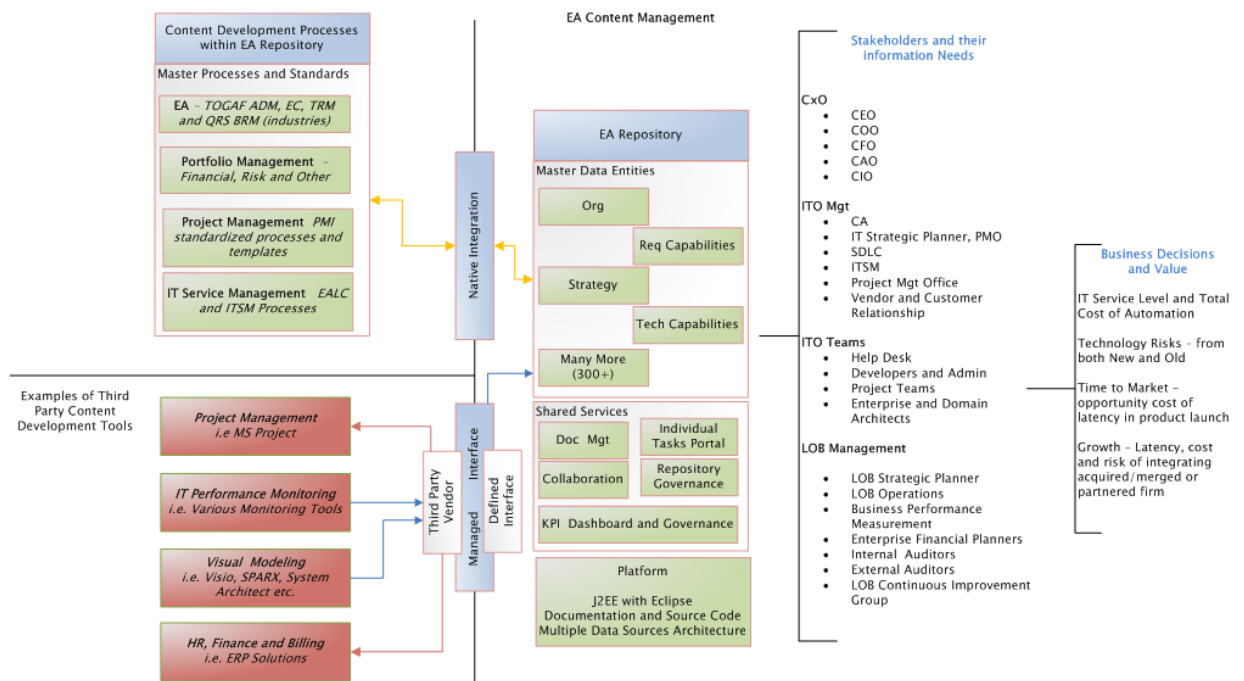 EA Content Management
Content Development Processes
within EA Repository
Master Processes and Standards
EA – TOGAF ADM, EC, TRM
and QRS BRM (industries)
Portfolio Management –
Financial, Risk and Other
Project Management PMI
standardized processes and
templates
IT Service Management EALC
and ITSM Processes
Native Integration
Examples of Third
Party Content
Development Tools
Project Management
i.e MS Project
IT Performance Monitoring
i.e. Various Monitoring Tools
Visual Modeling
i.e. Visio, SPARX, System
Architect etc.
HR, Finance and Billing
i.e. ERP Solutions
Third Party
Vendor
Managed Interface
Defined
Interface
EA Repository
Master Data Entities
Org
Req Capabilities
Strategy
Tech Capabilities
Many More
(300+)
Shared Services
Doc Mgt
Individual
Tasks Portal
Collaboration
Repository
Governance
KPI Dashboard and Governance
Platform
J2EE with Eclipse
Documentation and Source Code
Multiple Data Sources Architecture
Stakeholders and their
information Needs
CxO
• CEO
• COO
• CFO
• CAO
• CIO
ITO Mgt
• CA
• IT Strategic Planner, PMO
• SDLC
• ITSM
• Project Mgt Office
• Vendor and Customer
Relationship
ITO Teams
• Help Desk
• Developers and Admin
• Project Teams
• Enterprise and Domain
Architects
LOB Management
• LOB Strategic Planner
• LOB Operations
• Business Performance
Measurement
• Enterprise Financial Planners
• Internal Auditors
• External Auditors
• LOB Continuous Improvement
Group
Business Decisions
and Value
IT Service Level and Total
Cost of Automation
Technology Risks – from
both New and Old
Time to Market –
opportunity cost of
latency in product launch
Growth – Latency, cost
and risk of integrating
acquired/merged or
partnered firm